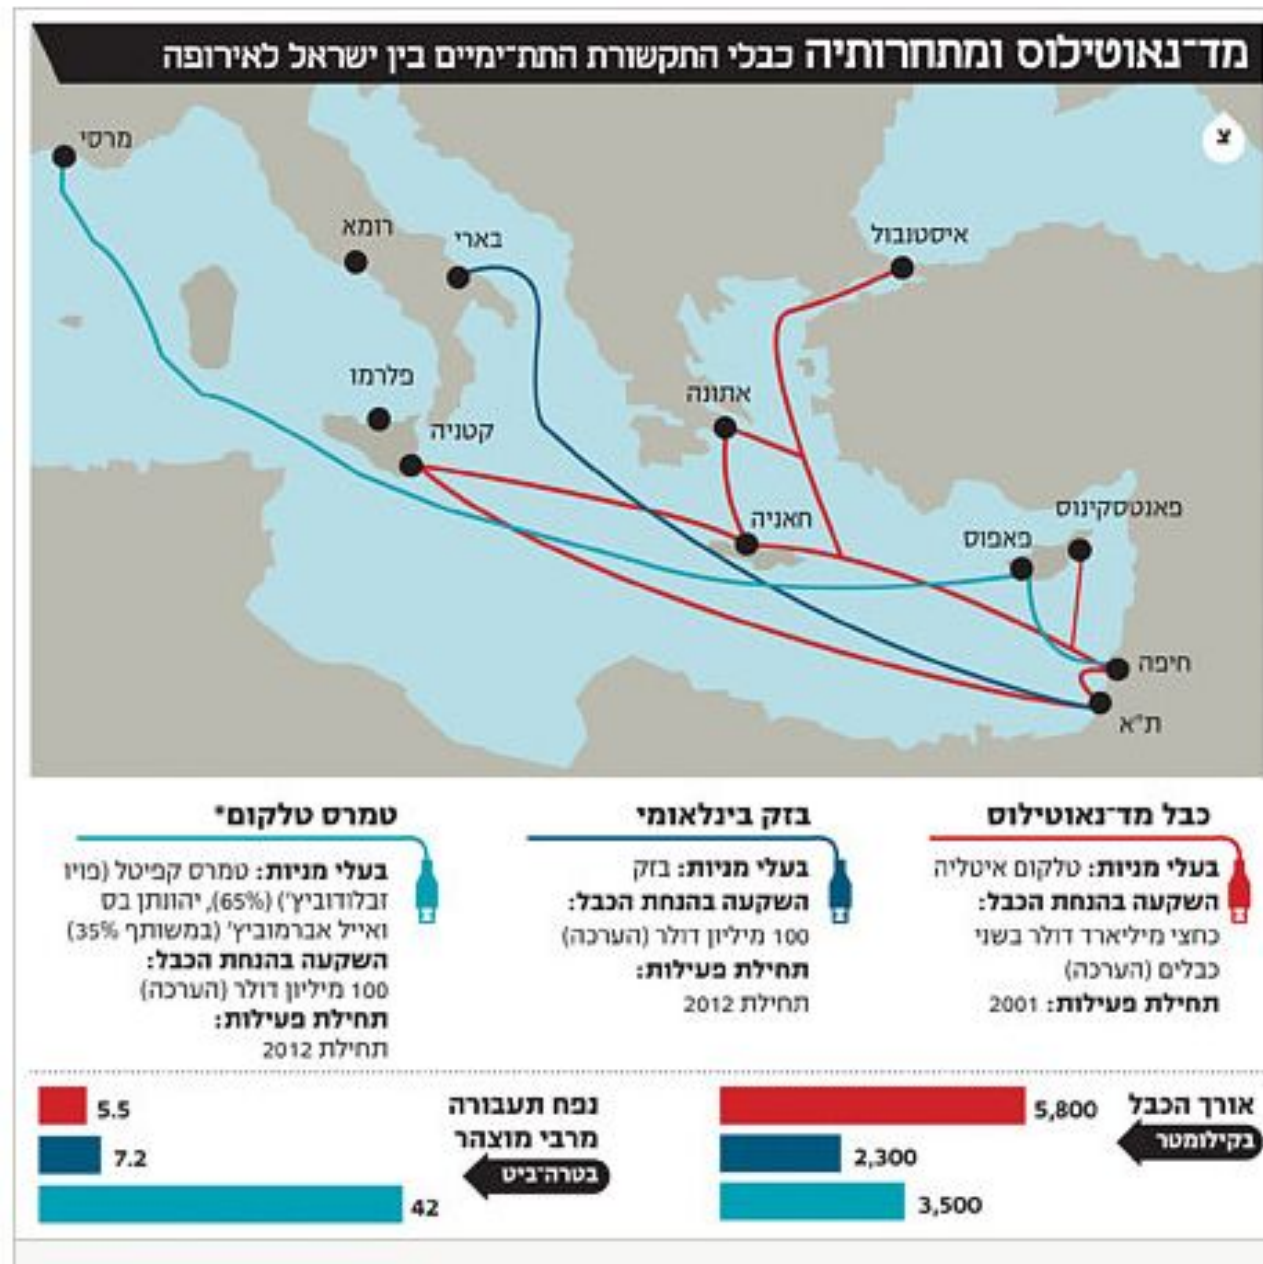 מד־נאוטילוס ומתחרותיה כבלי התקשורת התת־ימיים בין ישראל לאירופה
צ
מרסי
רומא
בארי
איסטנבול
פלרמו
קטניה
אתונה
חאניה
פאפוס
פאנטסקינוס
חיפה
ת"א
כבל מד־נאוטילוס
בעלי מניות: טלקום איטליה
השקעה בהנחת הכבל:
כחצי מיליארד דולר בשני
כבלים (הערכה)
תחילת פעילות: 2001
בזק בינלאומי
בעלי מניות: בזק
השקעה בהנחת הכבל:
100 מיליון דולר (הערכה)
תחילת פעילות:
תחילת 2012
טמרס טלקום*
בעלי מניות: טמרס קפיטל (פויו
זבלודוביץ') (65%), יהונתן בס
ואייל אברמוביץ' (במשותף 35%)
השקעה בהנחת הכבל:
100 מיליון דולר (הערכה)
תחילת פעילות:
תחילת 2012
אורך הכבל
בקילומטר
5,800
2,300
3,500
נפח תעבורה
מרבי מוצהר
בטרה־ביט
5.5
7.2
42